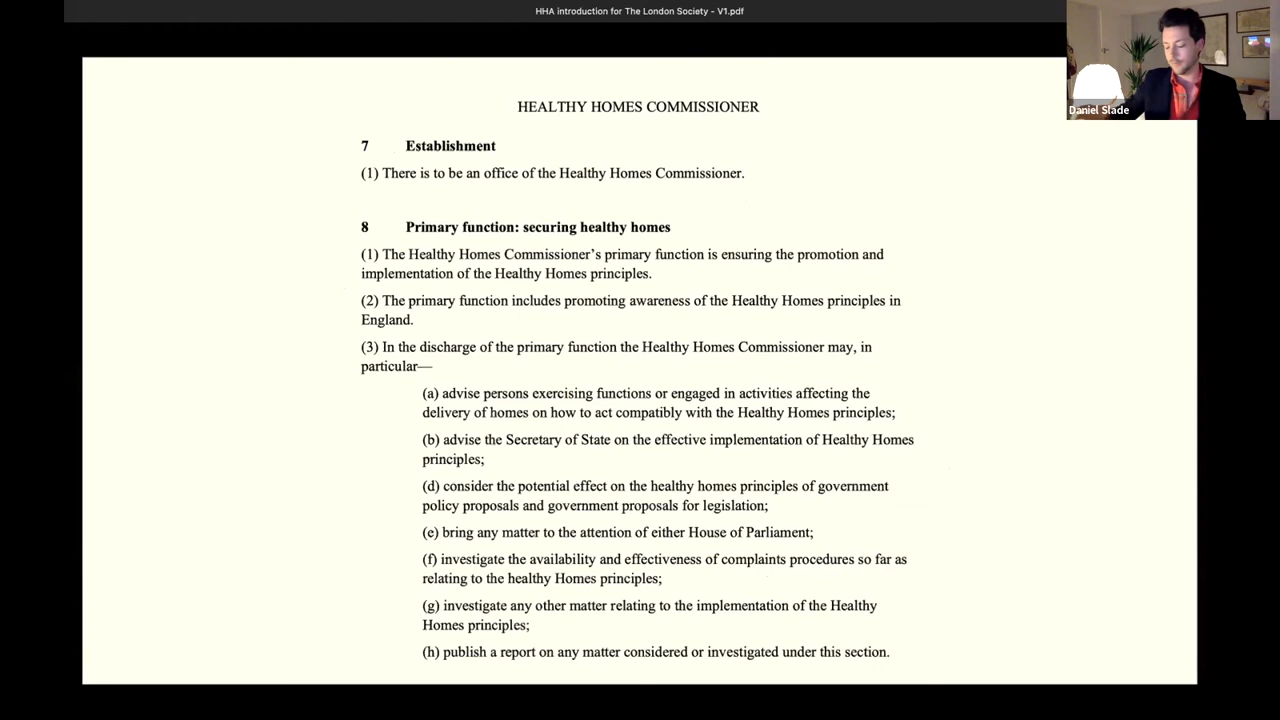 HHA introduction for The London Society - V1.pdf
Daniel Slade
HEALTHY HOMES COMMISSIONER
7 Establishment
(1) There is to be an office of the Healthy Homes Commissioner.
8 Primary function: securing healthy homes
(1) The Healthy Homes Commissioner’s primary function is ensuring the promotion and
implementation of the Healthy Homes principles.
(2) The primary function includes promoting awareness of the Healthy Homes principles in
England.
(3) In the discharge of the primary function the Healthy Homes Commissioner may, in
particular—
(a) advise persons exercising functions or engaged in activities affecting the
delivery of homes on how to act compatibly with the Healthy Homes principles;
(b) advise the Secretary of State on the effective implementation of Healthy Homes
principles;
(d) consider the potential effect on the healthy homes principles of government
policy proposals and government proposals for legislation;
(e) bring any matter to the attention of either House of Parliament;
(f) investigate the availability and effectiveness of complaints procedures so far as
relating to the healthy Homes principles;
(g) investigate any other matter relating to the implementation of the Healthy
Homes principles;
(h) publish a report on any matter considered or investigated under this section.